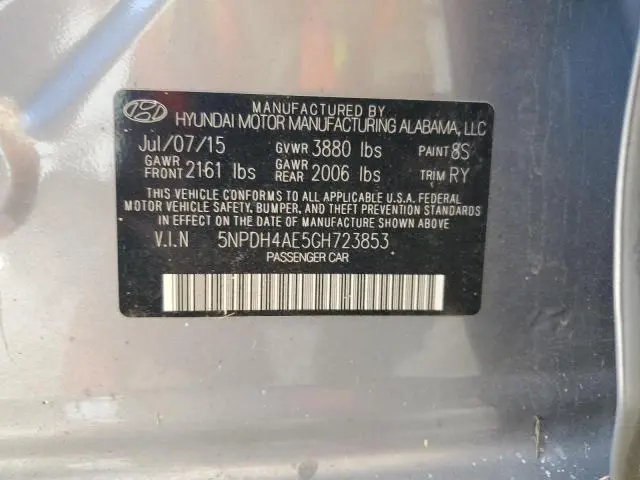 MANUFACTURED BY
HYUNDAI MOTOR MANUFACTURING ALABAMA, LLC
Jul/07/15 GVWR 3880 lbs PAINT 8S
GAWR FRONT 2161 lbs GAWR REAR 2006 lbs TRIM RY
THIS VEHICLE CONFORMS TO ALL APPLICABLE U.S.A. FEDERAL
MOTOR VEHICLE SAFETY, BUMPER, AND THEFT PREVENTION STANDARDS
IN EFFECT ON THE DATE OF MANUFACTURE SHOWN ABOVE
V.I.N 5NPDH4AE5GH723853
PASSENGER CAR